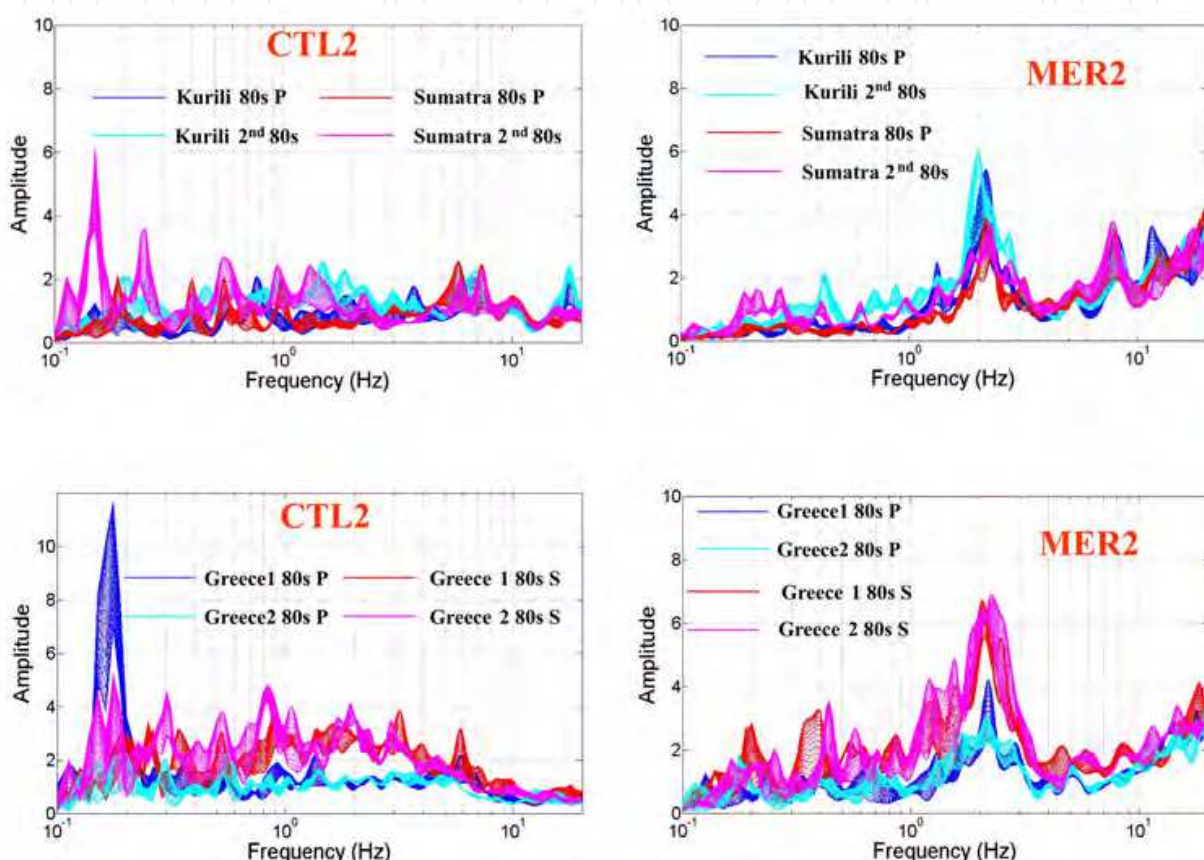 CTL2
Kurili 80s P
Sumatra 80s P
Kurili 2nd 80s
Sumatra 2nd 80s
Amplitude
10
8
6
4
2
0
10-1
100
101
Frequency (Hz)
MER2
Kurili 80s P
Kurili 2nd 80s
Sumatra 80s P
Sumatra 2nd 80s
Amplitude
10
8
6
4
2
0
10-1
100
101
Frequency (Hz)
CTL2
Greece1 80s P
Greece 1 80s S
Greece2 80s P
Greece 2 80s S
Amplitude
10
8
6
4
2
0
10-1
100
101
Frequency (Hz)
MER2
Greece1 80s P
Greece2 80s P
Greece 1 80s S
Greece 2 80s S
Amplitude
10
8
6
4
2
0
10-1
100
101
Frequency (Hz)